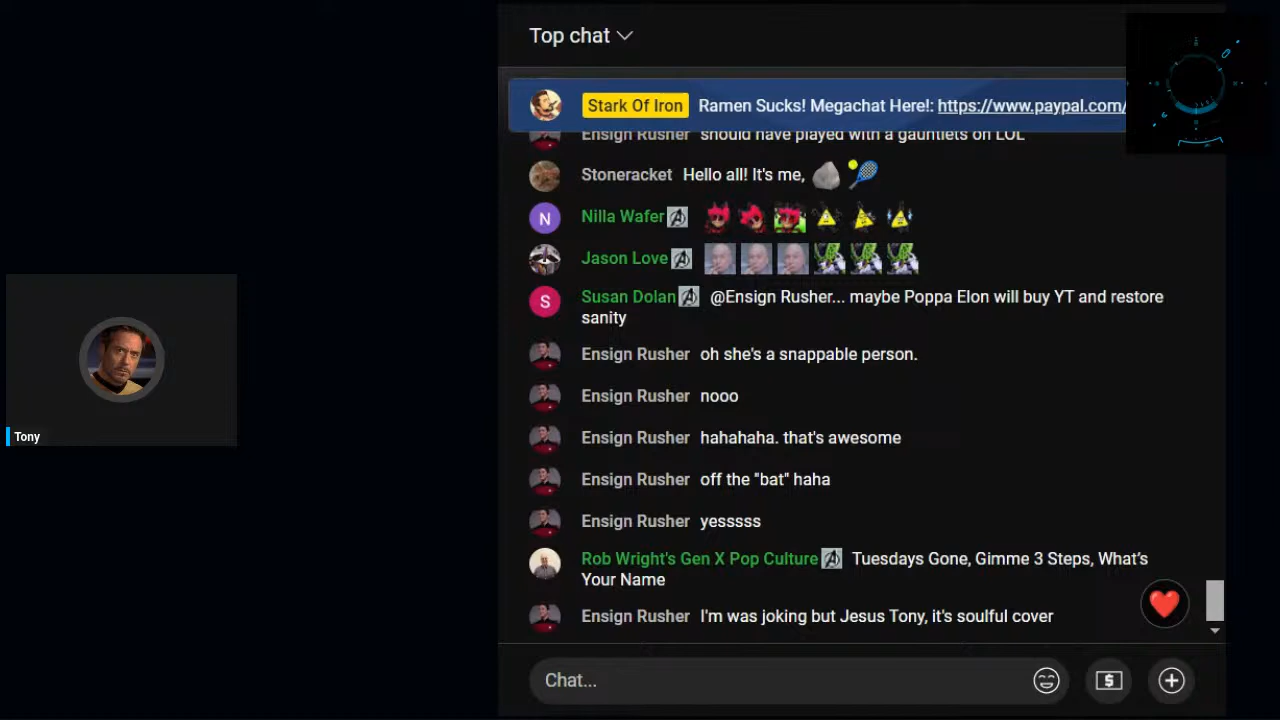 Top chat
Stark Of Iron Ramen Sucks! Megachat Here!: https://www.paypal.com/
Ensign Rusher should have played with a gauntlets on LOL
Stoneracket Hello all! It's me,
N Nilla Wafer
Jason Love
S Susan Dolan @Ensign Rusher... maybe Poppa Elon will buy YT and restore
sanity
Ensign Rusher oh she's a snappable person.
Ensign Rusher nooo
Ensign Rusher hahahaha. that's awesome
Ensign Rusher off the "bat" haha
Ensign Rusher yesssss
Rob Wright's Gen X Pop Culture Tuesdays Gone, Gimme 3 Steps, What's
Your Name
Ensign Rusher I'm was joking but Jesus Tony, it's soulful cover
Tony
Chat...